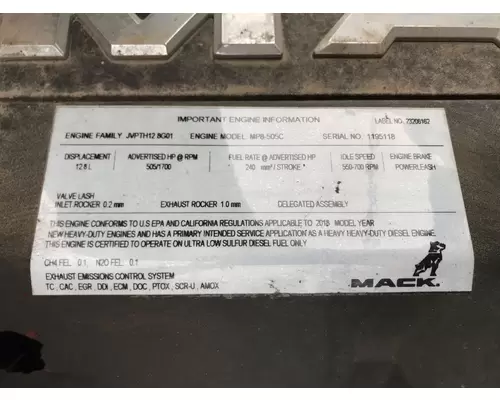 IMPORTANT ENGINE INFORMATION
LABEL NO. 73208162
ENGINE FAMILY: JVPTH12.8G01 ENGINE MODEL: MP8-505C SERIAL NO.: 1195118
DISPLACEMENT ADVERTISED HP @ RPM FUEL RATE @ ADVERTISED HP IDLE SPEED ENGINE BRAKE
12.8 L 505/1700 240 mm³ / STROKE 550-700 RPM POWERLEASH
VALVE LASH
INLET ROCKER 0.2 mm EXHAUST ROCKER 1.0 mm DELEGATED ASSEMBLY
THIS ENGINE CONFORMS TO U.S EPA AND CALIFORNIA REGULATIONS APPLICABLE TO 2018 MODEL YEAR
NEW HEAVY-DUTY ENGINES AND HAS A PRIMARY INTENDED SERVICE APPLICATION AS A HEAVY HEAVY-DUTY DIESEL ENGINE.
THIS ENGINE IS CERTIFIED TO OPERATE ON ULTRA LOW SULFUR DIESEL FUEL ONLY
CH4 FEL: 0.1 N2O FEL: 0.1
EXHAUST EMISSIONS CONTROL SYSTEM
TC, CAC, EGR, DDI, ECM, DOC, PTOX, SCR-U, AMOX
MACK.